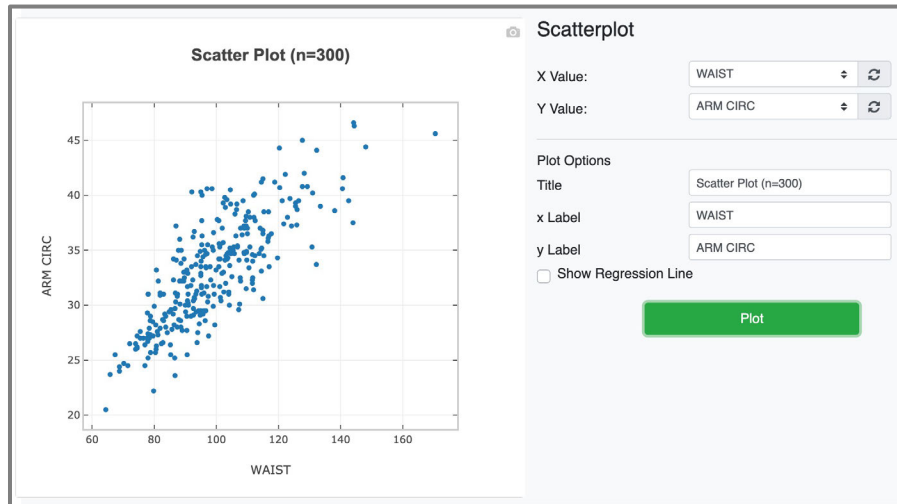 Scatter Plot (n=300)
45
40
35
30
25
20
ARM CIRC
60 80 100 120 140 160
WAIST
Scatterplot
X Value: WAIST
Y Value: ARM CIRC
Plot Options
Title Scatter Plot (n=300)
x Label WAIST
y Label ARM CIRC
Show Regression Line
Plot